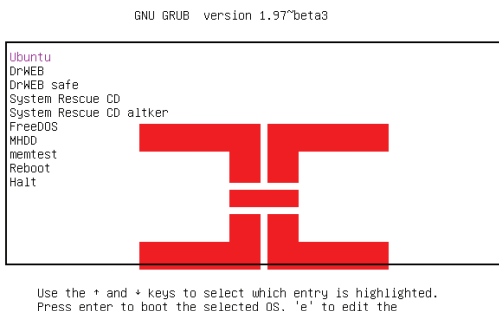 GNU GRUB version 1.97~beta3
Ubuntu
DrWEB
DrWEB safe
System Rescue CD
System Rescue CD altker
FreeDOS
MHDD
memtest
Reboot
Halt
Use the ↑ and ↓ keys to select which entry is highlighted.
Press enter to boot the selected OS, 'e' to edit the